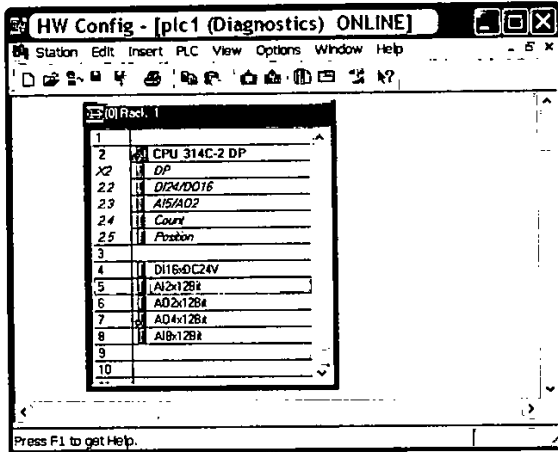 HW Config - [plc1 (Diagnostics) ONLINE]
Station Edit Insert PLC View Options Window Help
(0) Rack 1
1
2 CPU 314C-2 DP
X2 DP
2.2 DI24/DO16
2.3 AI5/AO2
2.4 Count
2.5 Position
3
4 DI16xDC24V
5 AI2x12Bit
6 AO2x12Bit
7 AO4x12Bit
8 AI8x12Bit
9
10
Press F1 to get Help.